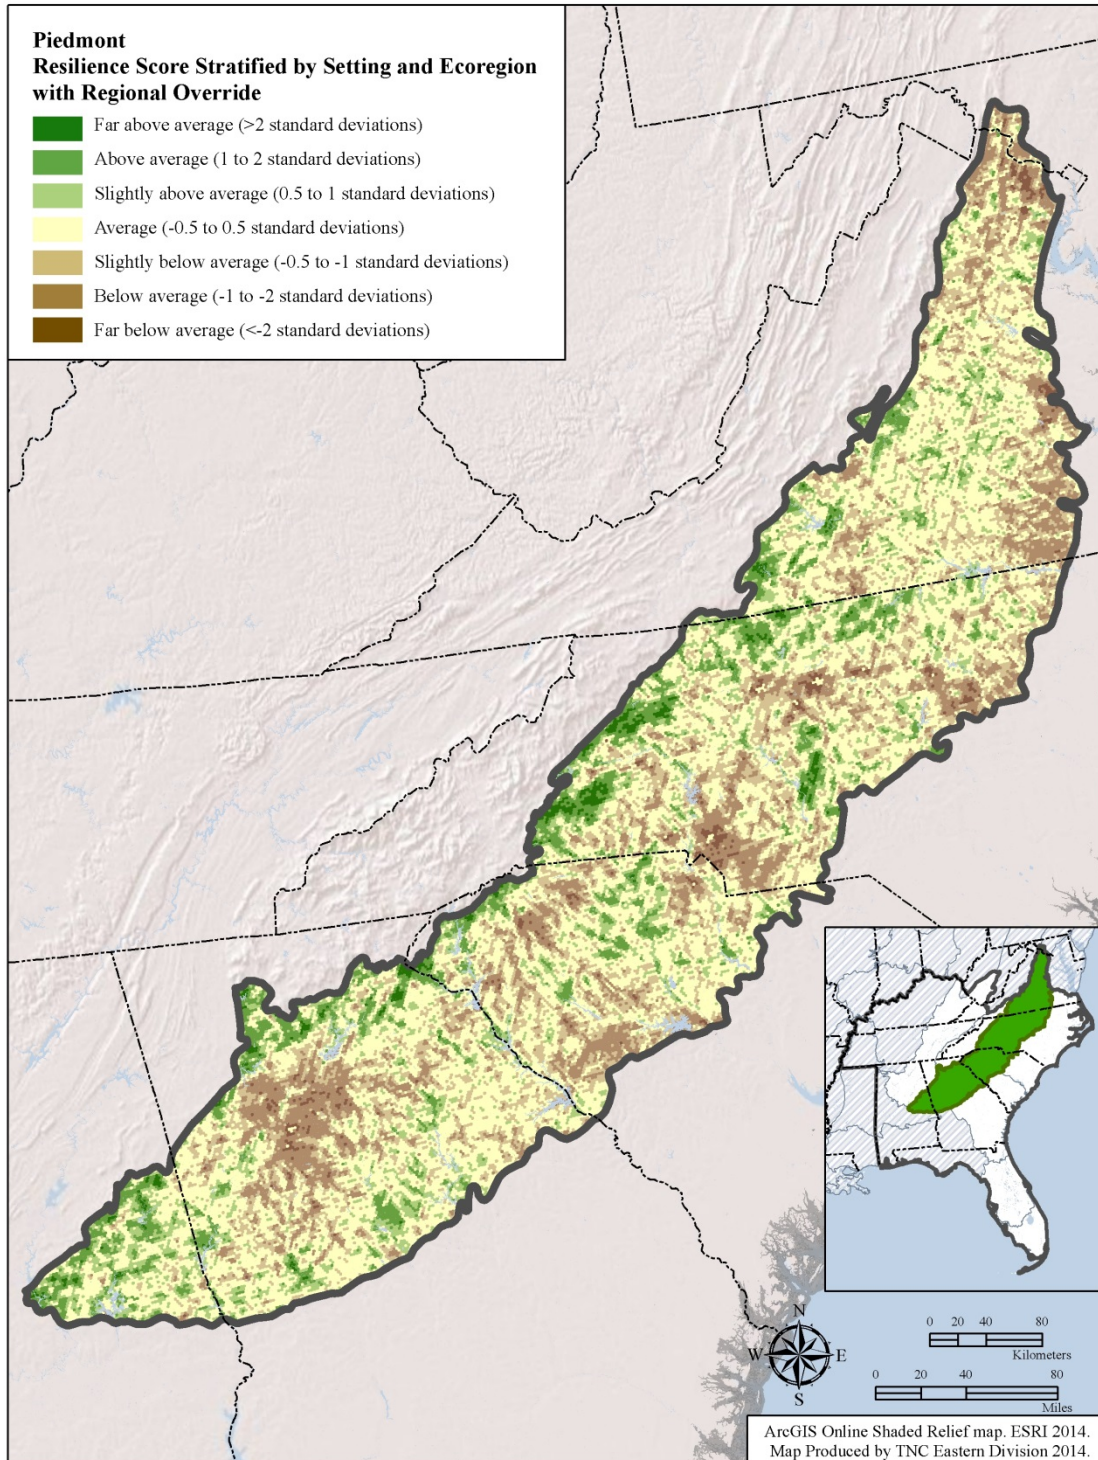 Piedmont
Resilience Score Stratified by Setting and Ecoregion
with Regional Override
Far above average (>2 standard deviations)
Above average (1 to 2 standard deviations)
Slightly above average (0.5 to 1 standard deviations)
Average (-0.5 to 0.5 standard deviations)
Slightly below average (-0.5 to -1 standard deviations)
Below average (-1 to -2 standard deviations)
Far below average (<-2 standard deviations)
N
W E
S
0 20 40 80
Kilometers
0 20 40 80
Miles
ArcGIS Online Shaded Relief map. ESRI 2014.
Map Produced by TNC Eastern Division 2014.